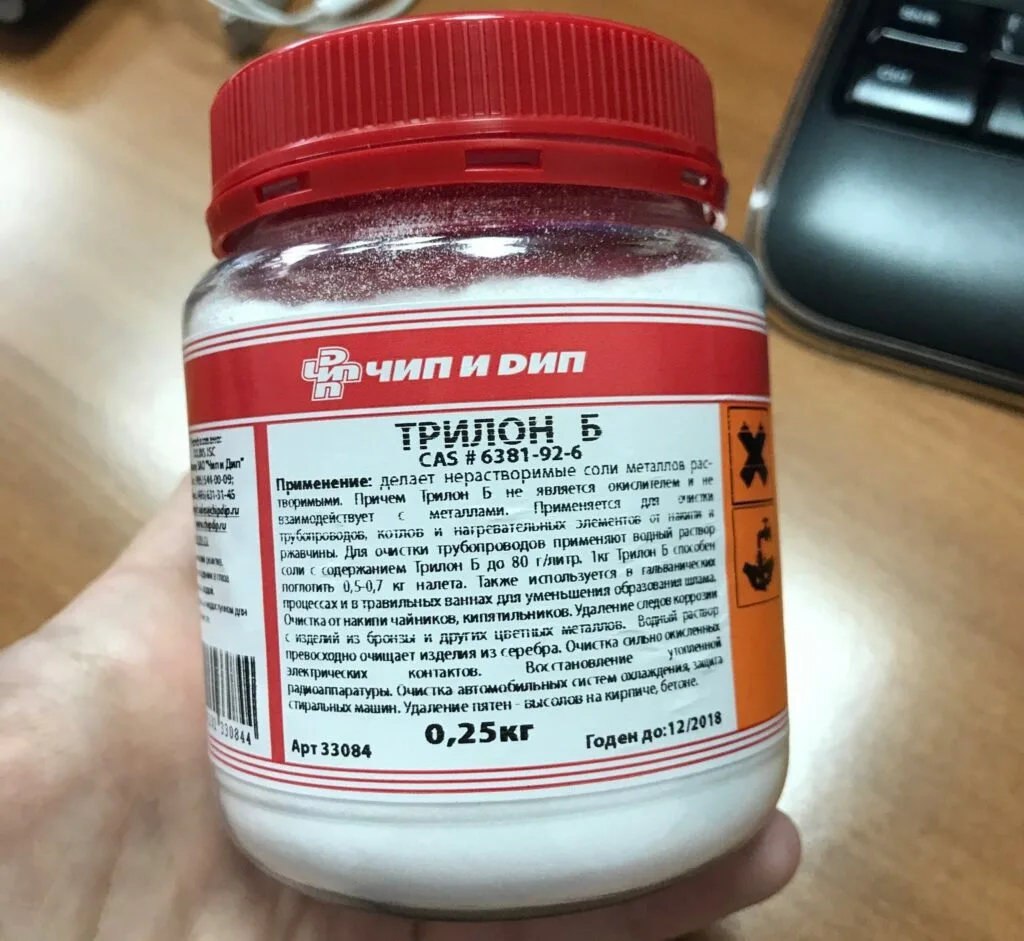 ЧИП И DИП
ТРИЛОН Б
CAS # 6381-92-6
Применение: делает нерастворимые соли металлов рас-
творимыми. Причем Трилон Б не является окислителем и не
взаимодействует с металлами. Применяется для очистки
трубопроводов, котлов и нагревательных элементов от накипи и
ржавчины. Для очистки трубопроводов применяют водный раствор
соли с содержанием Трилон Б до 80 г/литр. 1кг Трилон Б способен
поглотить 0,5-0,7 кг налета. Также используется в гальванических
процессах и в травильных ваннах для уменьшения образования шлама.
Очистка от накипи чайников, кипятильников. Удаление следов коррозии
с изделий из бронзы и других цветных металлов. Водный раствор
превосходно очищает изделия из серебра. Очистка сильно окисленных
электрических контактов. Восстановление утопленной
радиоаппаратуры. Очистка автомобильных систем охлаждения, защита
стиральных машин. Удаление пятен - высолов на кирпиче, бетоне.
0,25кг
Арт 33084
Годен до:12/2018
ЗАО "Чип и Дип"
330844